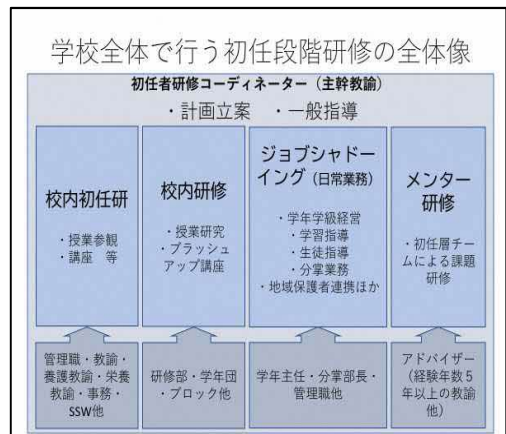 学校全体で行う初任段階研修の全体像
初任者研修コーディネーター（主幹教諭）
・計画立案　・一般指導
校内初任研
・授業参観
・講座　等
校内研修
・授業研究
・ブラッシュ
アップ講座
ジョブシャドー
イング（日常業務）
・学年学級経営
・学習指導
・生徒指導
・分掌業務
・地域保護者連携ほか
メンター
研修
・初任層チー
ムによる課題
研修
管理職・教諭・
養護教諭・栄養
教諭・事務・
SSW他
研修部・学年団
・ブロック他
学年主任・分掌部長・
管理職他
アドバイザー
（経験年数５
年以上の教諭
他）